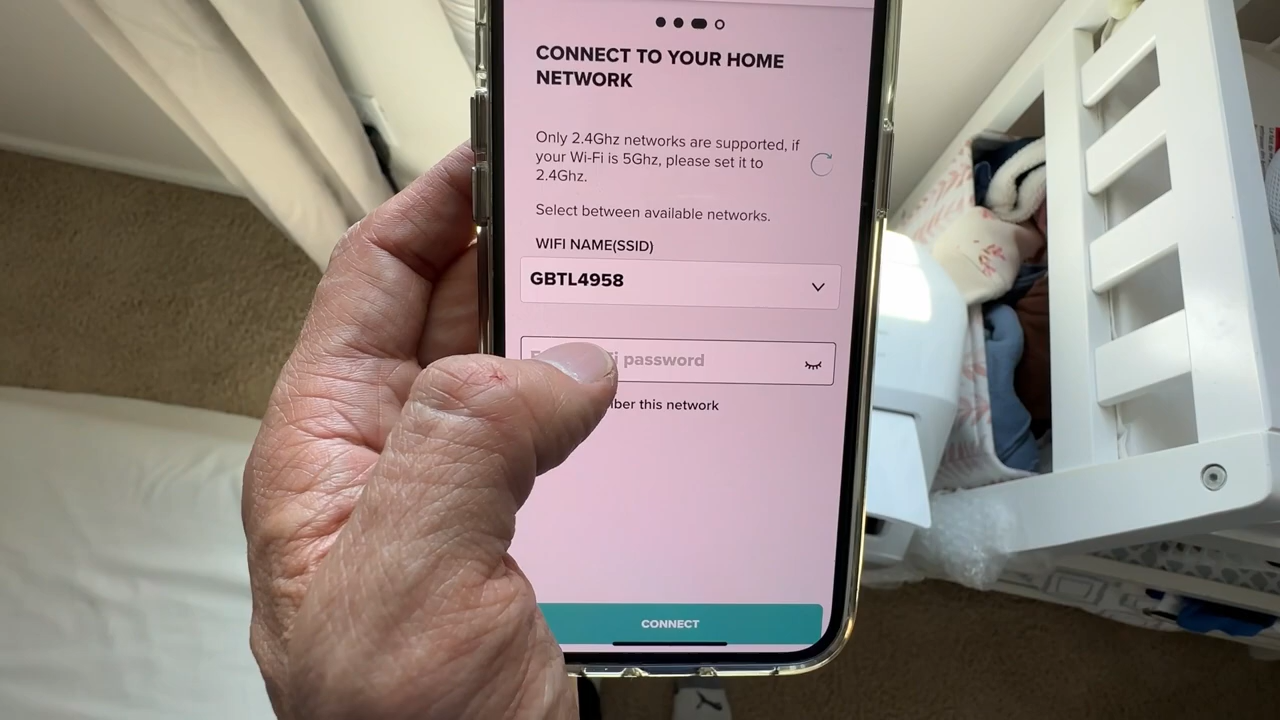 CONNECT TO YOUR HOME
NETWORK
Only 2.4Ghz networks are supported, if
your Wi-Fi is 5Ghz, please set it to
2.4Ghz.
Select between available networks.
WIFI NAME(SSID)
GBTL4958
password
this network
CONNECT